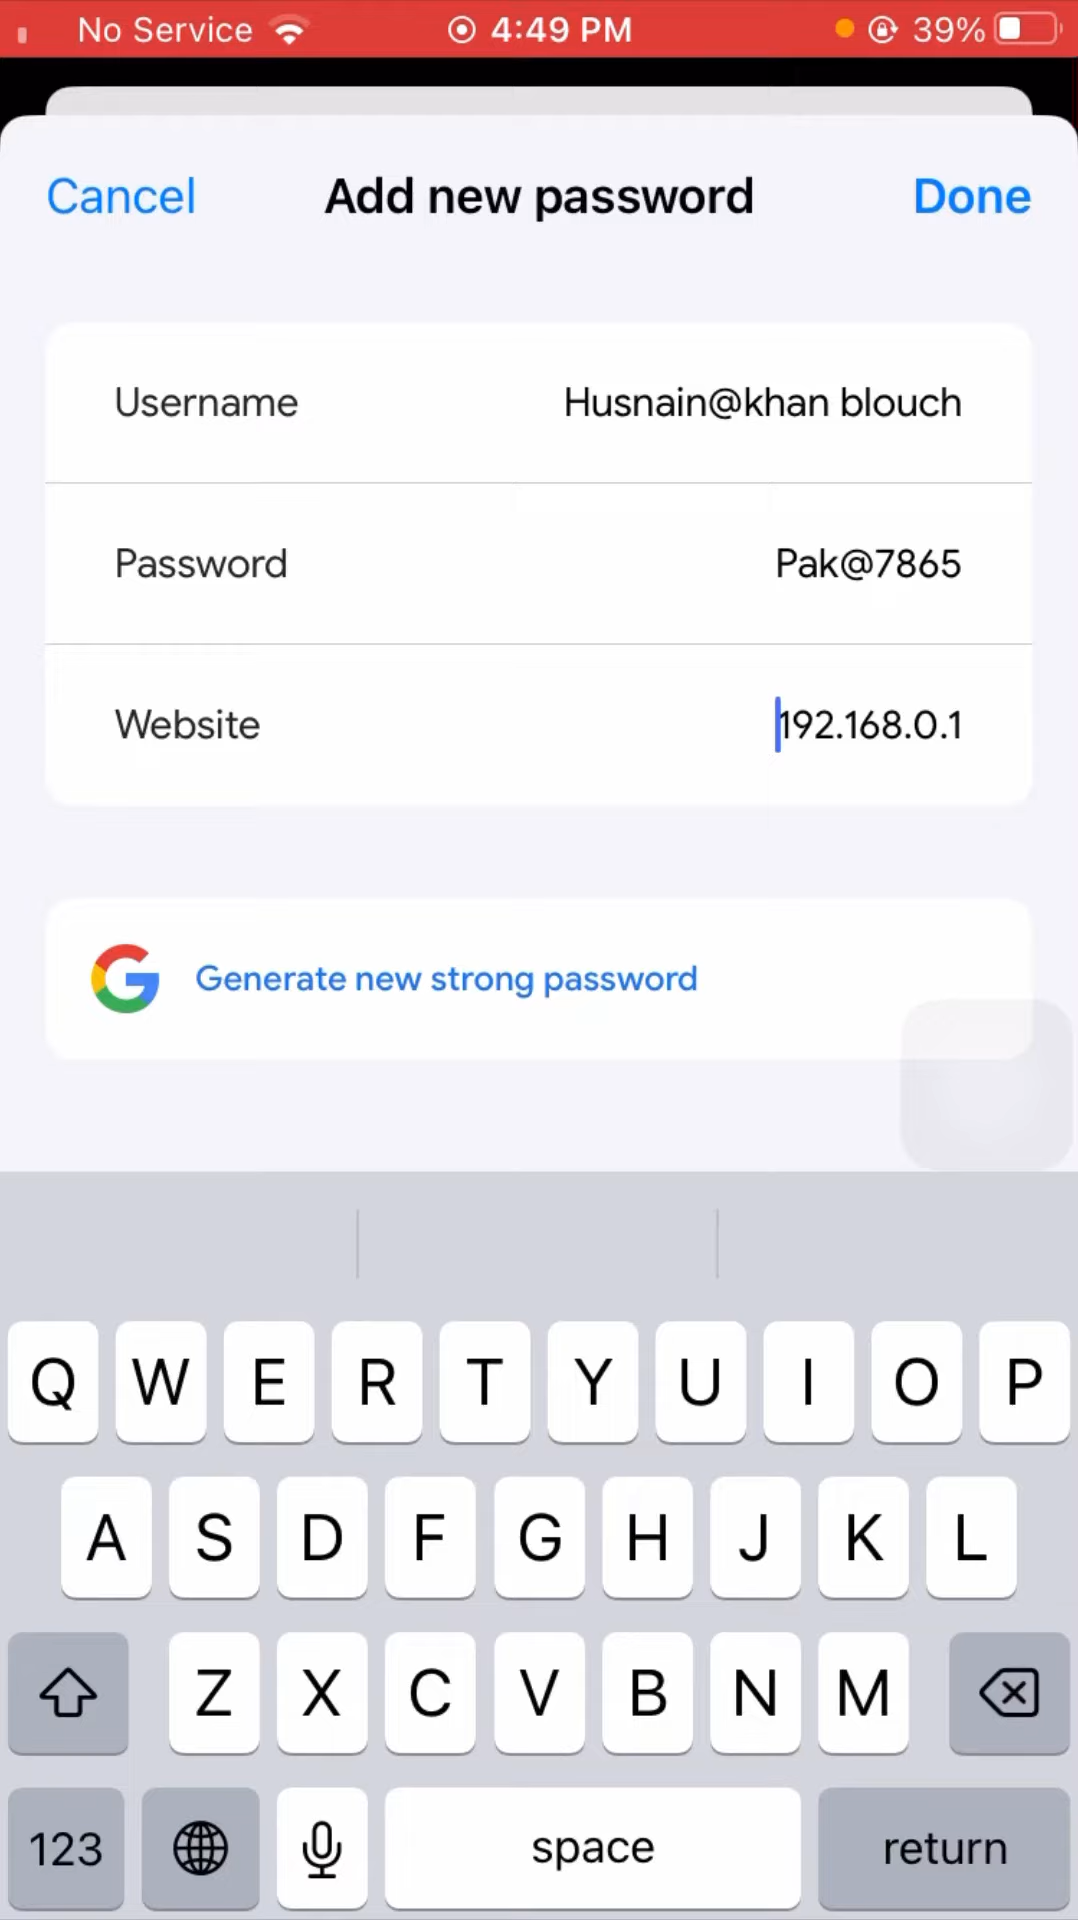 No Service 4:49 PM 39%
Cancel Add new password Done
Username Husnain@khan blouch
Password Pak@7865
Website 192.168.0.1
Generate new strong password
Q W E R T Y U I O P
A S D F G H J K L
Z X C V B N M
123 space return